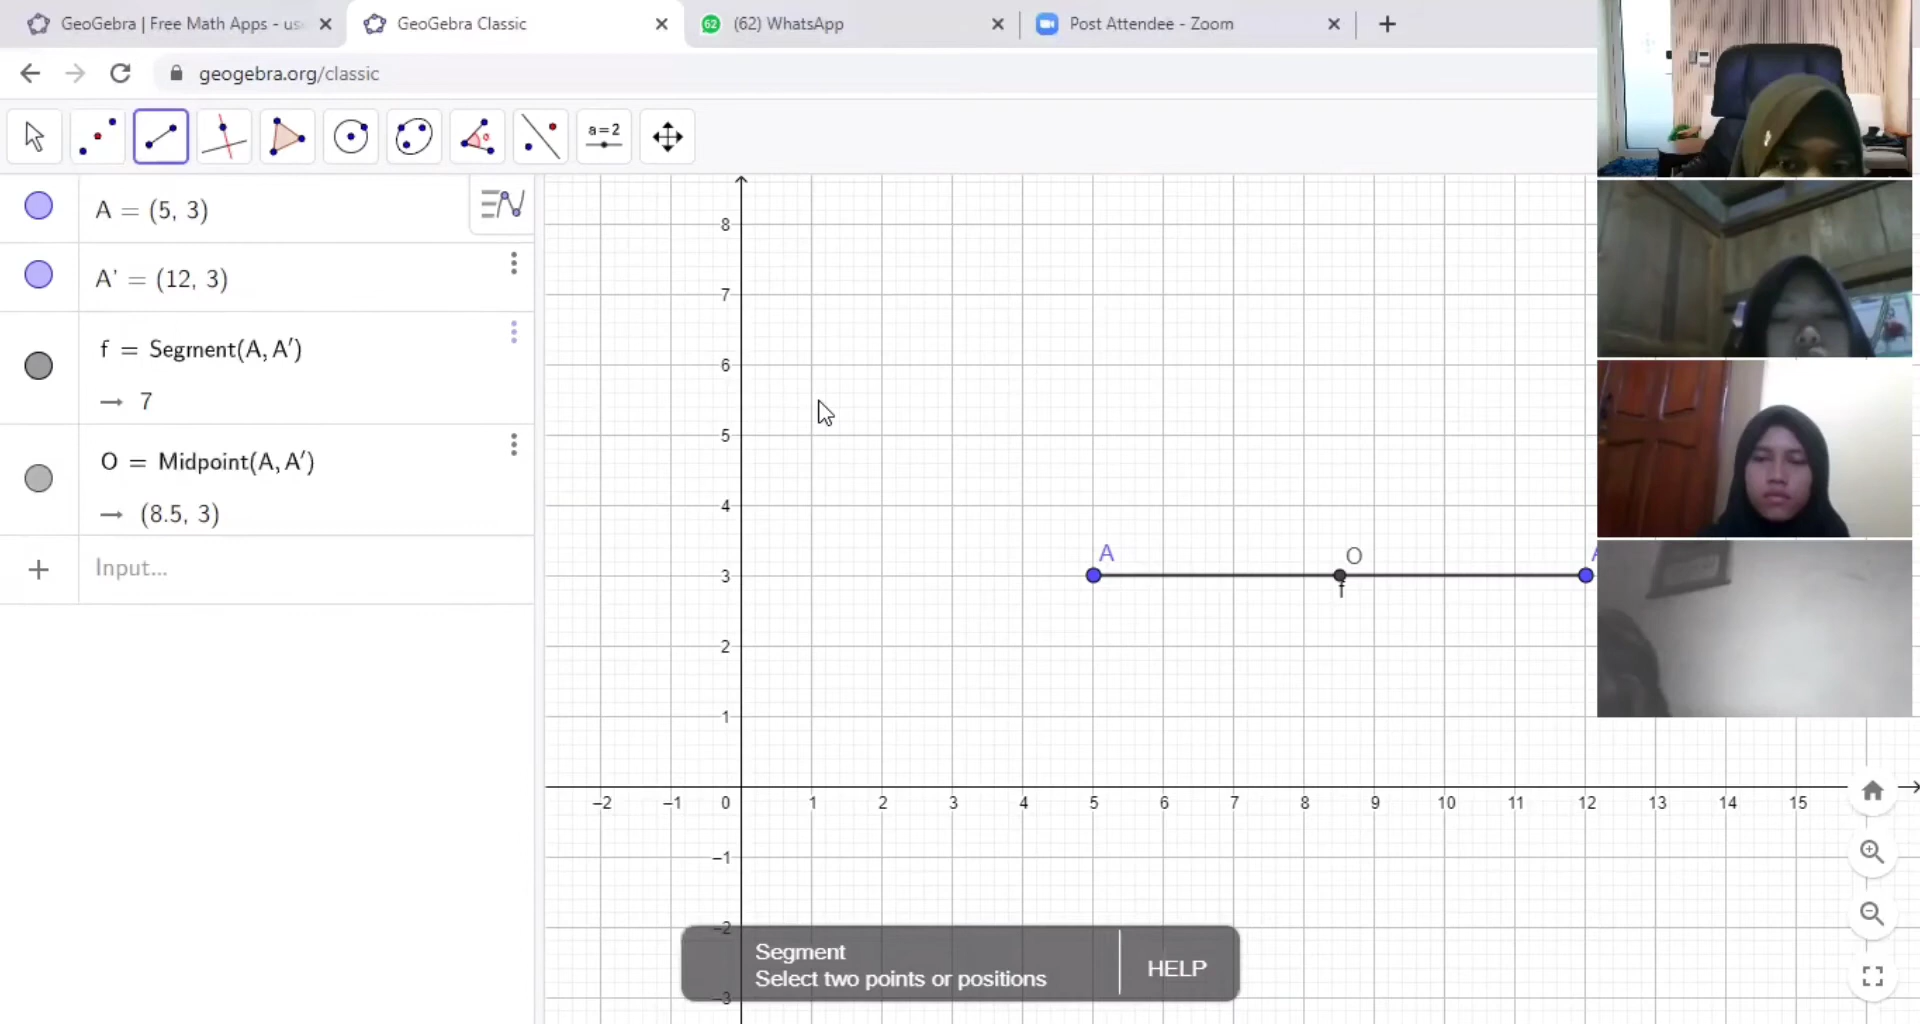 GeoGebra | Free Math Apps - us
GeoGebra Classic
62
(62) WhatsApp
Post Attendee - Zoom
geogebra.org/classic
a=2
A = (5, 3)
A' = (12, 3)
f = Segment(A, A′)
→ 7
O = Midpoint(A, A′)
→ (8.5, 3)
+ Input...
8
7
6
5
4
3
2
1
−1
−2
−3
−2 −1 0 1 2 3 4 5 6 7 8 9 10 11 12 13 14 15
A
O
f
Segment
Select two points or positions
HELP